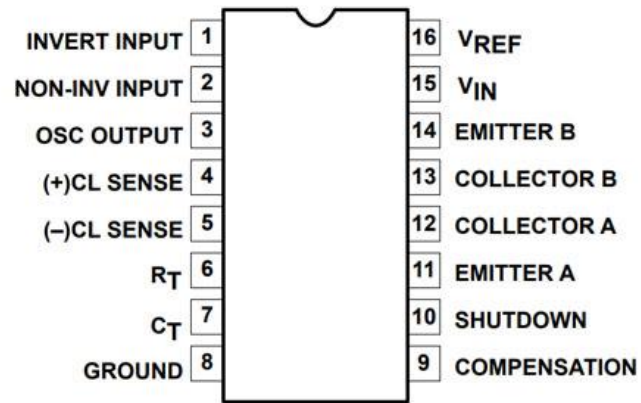 INVERT INPUT 1
NON-INV INPUT 2
OSC OUTPUT 3
(+)CL SENSE 4
(–)CL SENSE 5
RT 6
CT 7
GROUND 8
16 VREF
15 VIN
14 EMITTER B
13 COLLECTOR B
12 COLLECTOR A
11 EMITTER A
10 SHUTDOWN
9 COMPENSATION